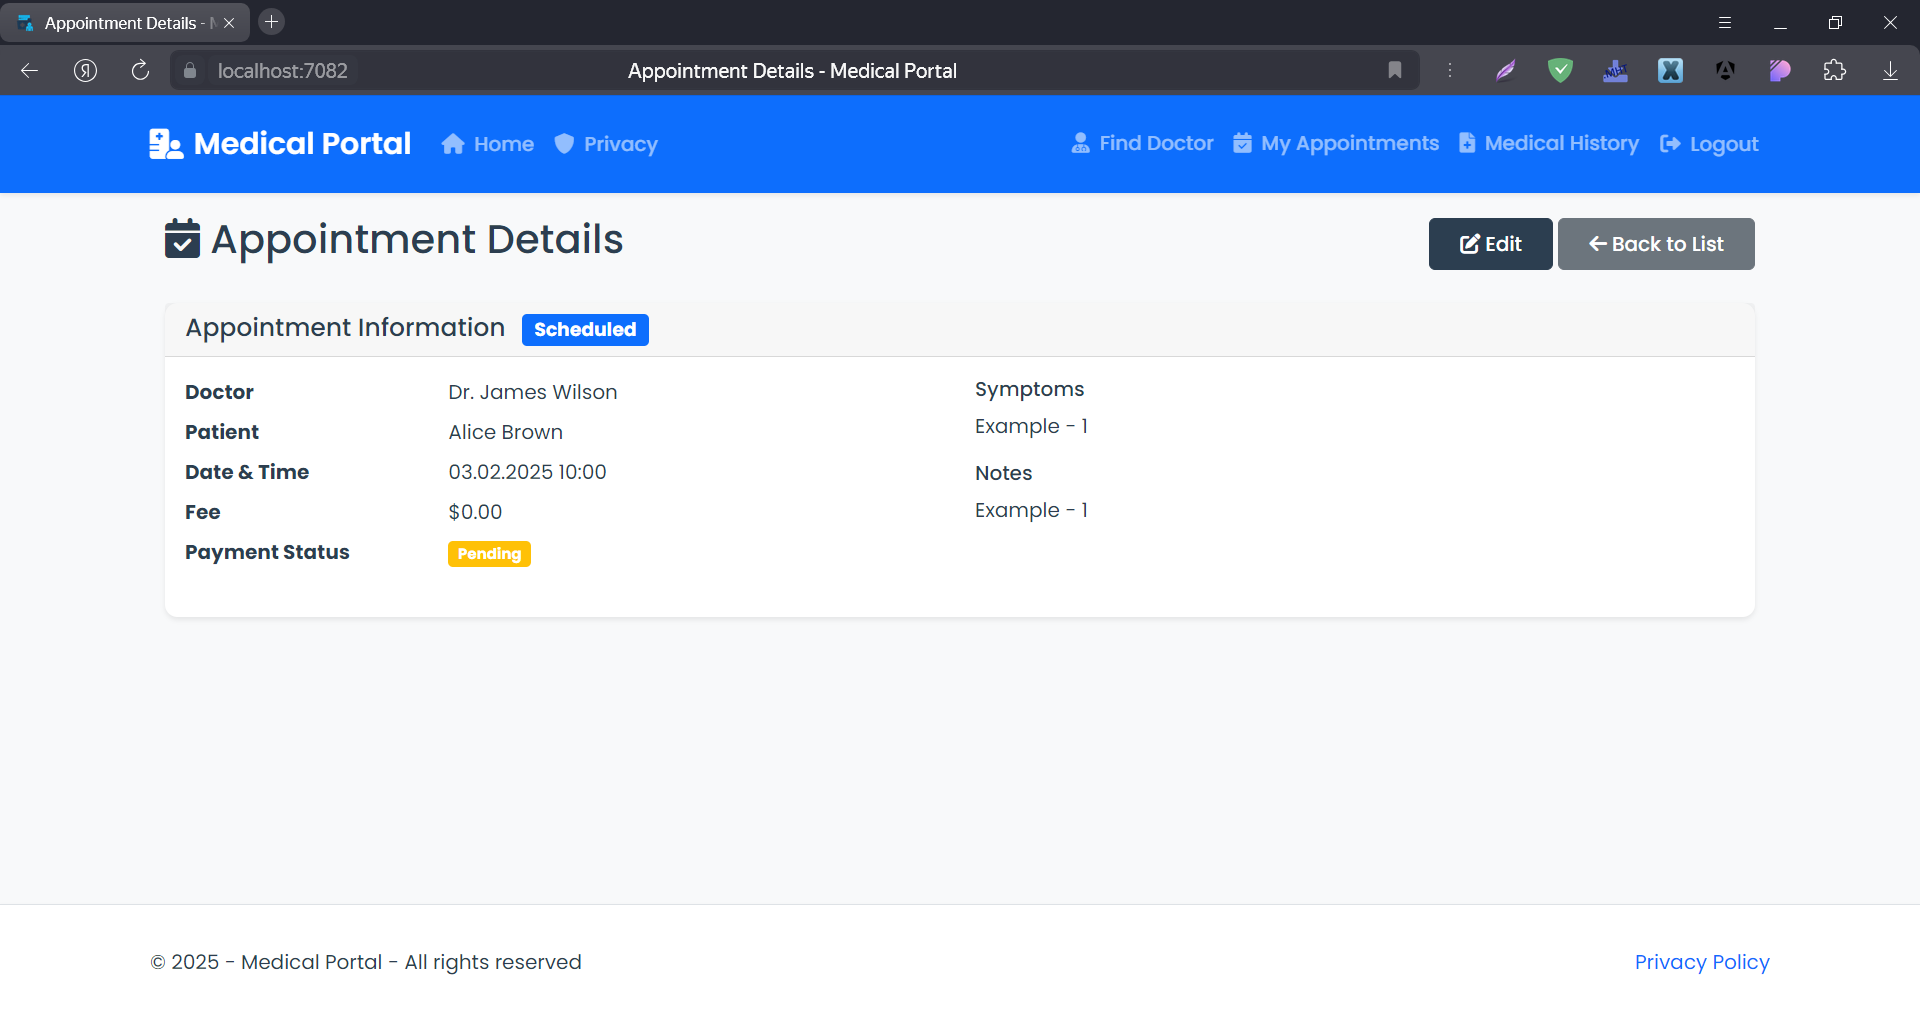 Appointment Details -
localhost:7082
Appointment Details - Medical Portal
Medical Portal
Home
Privacy
Find Doctor
My Appointments
Medical History
Logout
Appointment Details
Edit
Back to List
Appointment Information
Scheduled
Doctor
Dr. James Wilson
Patient
Alice Brown
Date & Time
03.02.2025 10:00
Fee
$0.00
Payment Status
Pending
Symptoms
Example - 1
Notes
Example - 1
© 2025 - Medical Portal - All rights reserved
Privacy Policy